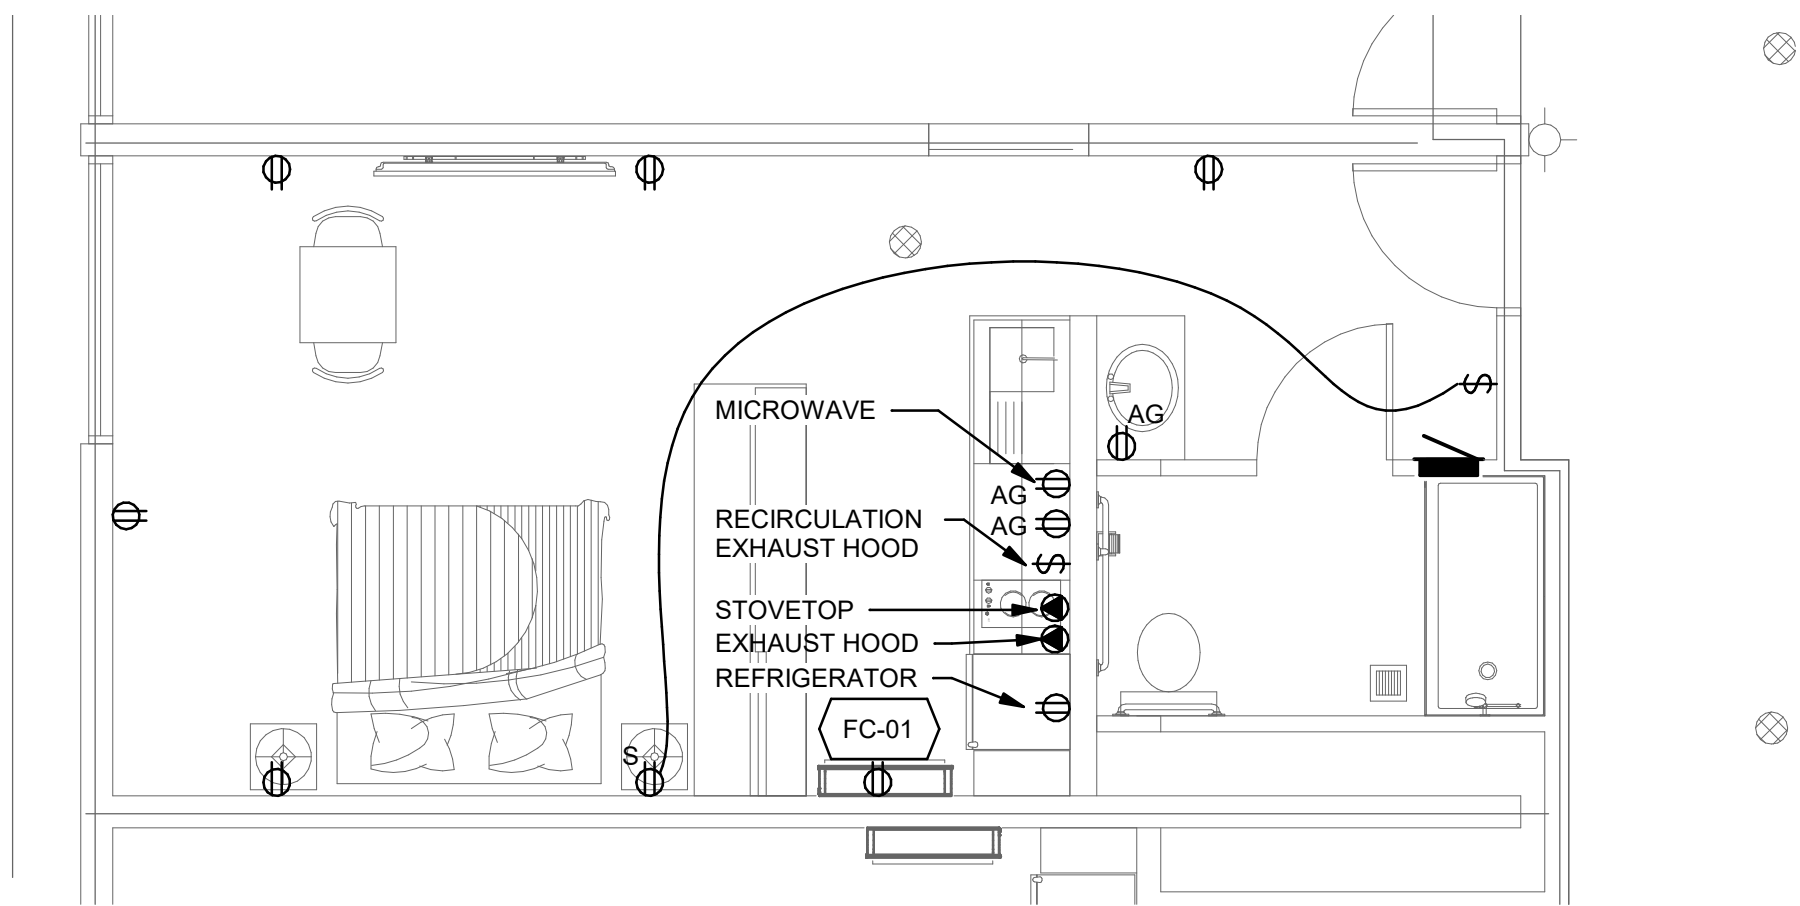 MICROWAVE
AG
AG
RECIRCULATION
EXHAUST HOOD
AG
STOVETOP
EXHAUST HOOD
REFRIGERATOR
FC-01
S